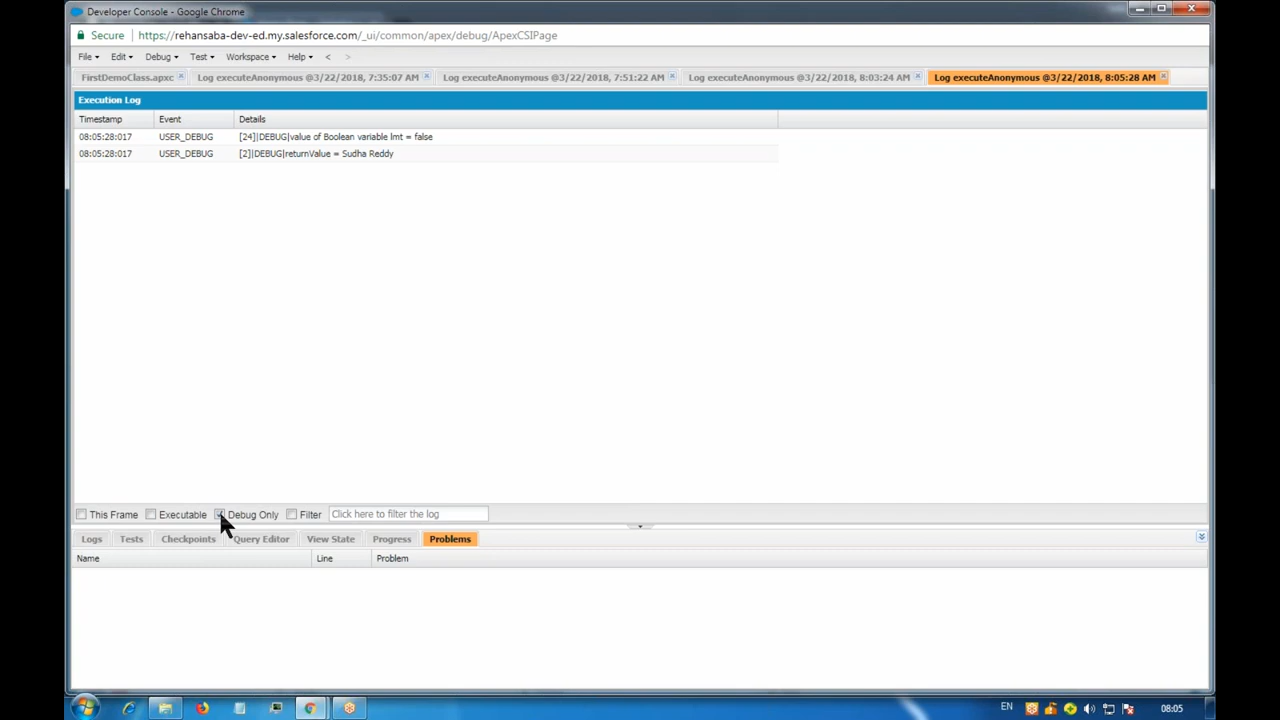 Developer Console - Google Chrome
Secure https://rehansaba-dev-ed.my.salesforce.com/_ui/common/apex/debug/ApexCSIPage
File Edit Debug Test Workspace Help < >
FirstDemoClass.apxc Log executeAnonymous @3/22/2018, 7:35:07 AM Log executeAnonymous @3/22/2018, 7:51:22 AM Log executeAnonymous @3/22/2018, 8:03:24 AM Log executeAnonymous @3/22/2018, 8:05:28 AM
Execution Log
Timestamp Event Details
08:05:28:017 USER_DEBUG [24]|DEBUG|value of Boolean variable lmt = false
08:05:28:017 USER_DEBUG [2]|DEBUG|returnValue = Sudha Reddy
This Frame Executable Debug Only Filter Click here to filter the log
Logs Tests Checkpoints Query Editor View State Progress Problems
Name Line Problem
EN 08:05